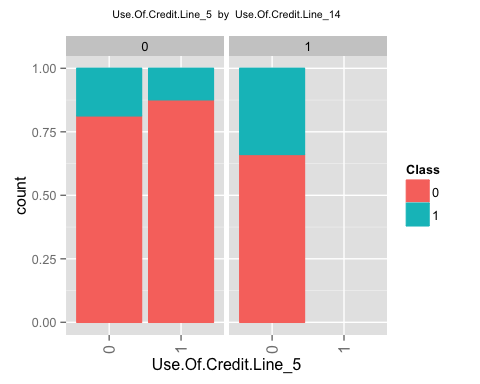 Use.Of.Credit.Line_5 by Use.Of.Credit.Line_14
0 1
1.00
0.75
0.50
0.25
0.00
count
0 1 0 1
Use.Of.Credit.Line_5
Class
0
1